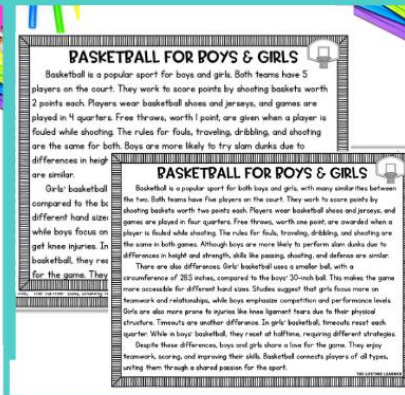 BASKETBALL FOR BOYS & GIRLS
Basketball is a popular sport for boys and girls. Both teams have 5
players on the court. They work to score points by shooting baskets worth
2 points each. Players wear basketball shoes and jerseys, and games are
played in 4 quarters. Free throws, worth 1 point, are given when a player is
fouled while shooting. The rules for fouls, traveling, dribbling, and shooting
are the same for both. Boys are more likely to try slam dunks due to
differences in heigh
are similar.
Girls' basketball
compared to the bo
different hand sizes
while boys focus on
get knee injuries. In
basketball, they res
for the game. They
BASKETBALL FOR BOYS & GIRLS
Basketball is a popular sport for both boys and girls, with many similarities between
the two. Both teams have five players on the court. They work to score points by
shooting baskets worth two points each. Players wear basketball shoes and jerseys, and
games are played in four quarters. Free throws, worth one point, are awarded when a
player is fouled while shooting. The rules for fouls, traveling, dribbling, and shooting are
the same in both games. Although boys are more likely to perform slam dunks due to
differences in height and strength, skills like passing, shooting, and defense are similar.
There are also differences. Girls' basketball uses a smaller ball, with a
circumference of 28.5 inches, compared to the boys' 30-inch ball. This makes the game
more accessible for different hand sizes. Studies suggest that girls focus more on
teamwork and relationships, while boys emphasize competition and performance levels.
Girls are also more prone to injuries like knee ligament tears due to their physical
structure. Timeouts are another difference. In girls' basketball, timeouts reset each
quarter. While in boys' basketball, they reset at halftime, requiring different strategies.
Despite these differences, boys and girls share a love for the game. They enjoy
teamwork, scoring, and improving their skills. Basketball connects players of all types,
uniting them through a shared passion for the sport.
THE LIFETIME LEARNER